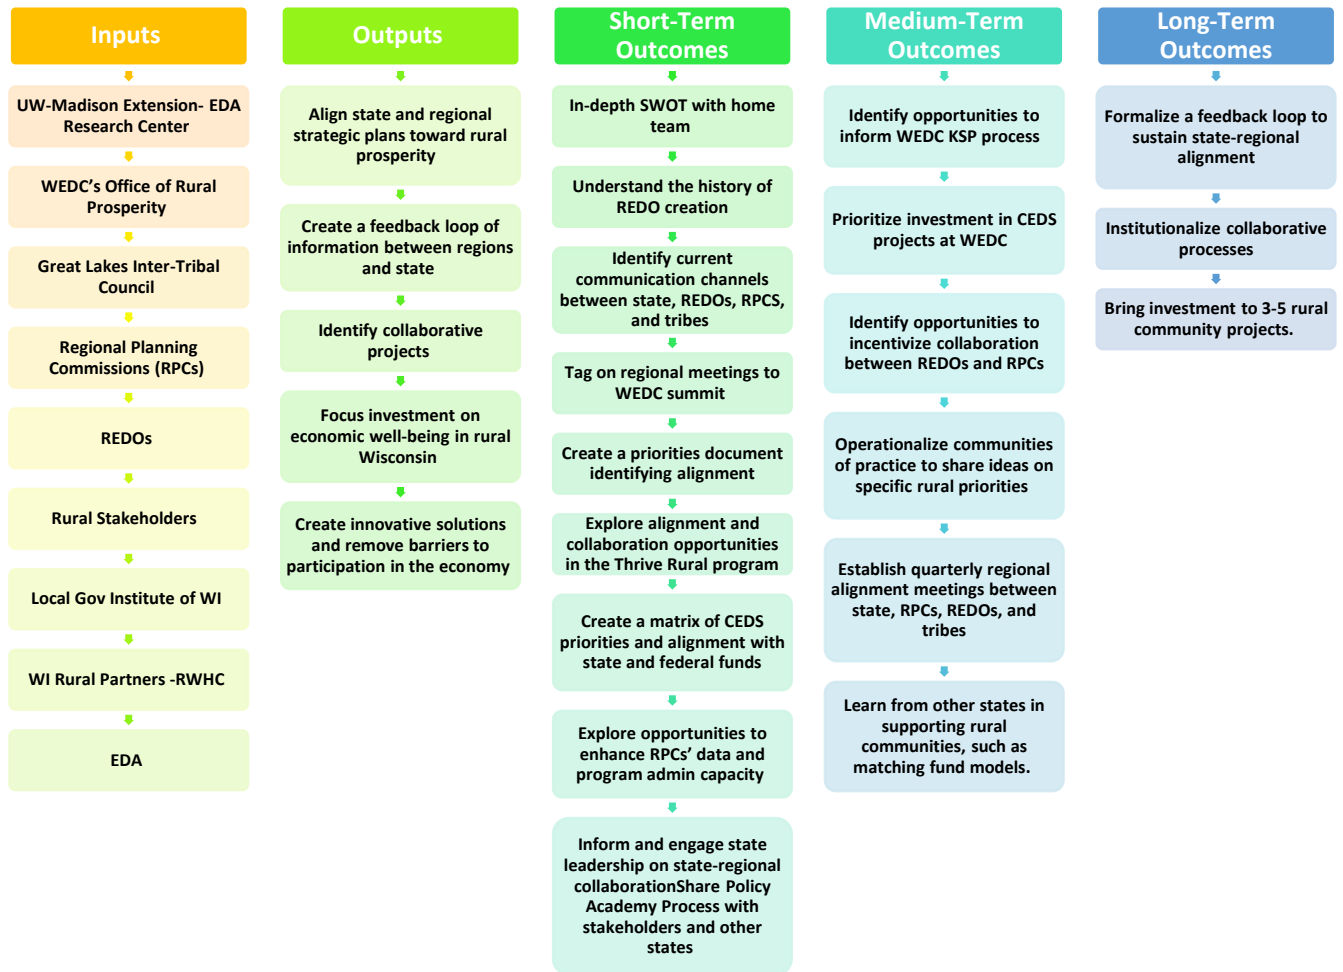 Inputs
UW-Madison Extension- EDA
Research Center
WEDC's Office of Rural
Prosperity
Great Lakes Inter-Tribal
Council
Regional Planning
Commissions (RPCs)
REDOs
Rural Stakeholders
Local Gov Institute of WI
WI Rural Partners -RWHC
EDA
Outputs
Align state and regional
strategic plans toward rural
prosperity
Create a feedback loop of
information between regions
and state
Identify collaborative
projects
Focus investment on
economic well-being in rural
Wisconsin
Create innovative solutions
and remove barriers to
participation in the economy
Short-Term
Outcomes
In-depth SWOT with home
team
Understand the history of
REDO creation
Identify current
communication channels
between state, REDOs, RPCS,
and tribes
Tag on regional meetings to
WEDC summit
Create a priorities document
identifying alignment
Explore alignment and
collaboration opportunities
in the Thrive Rural program
Create a matrix of CEDS
priorities and alignment with
state and federal funds
Explore opportunities to
enhance RPCs' data and
program admin capacity
Inform and engage state
leadership on state-regional
collaborationShare Policy
Academy Process with
stakeholders and other
states
Medium-Term
Outcomes
Identify opportunities to
inform WEDC KSP process
Prioritize investment in CEDS
projects at WEDC
Identify opportunities to
incentivize collaboration
between REDOs and RPCs
Operationalize communities
of practice to share ideas on
specific rural priorities
Establish quarterly regional
alignment meetings between
state, RPCs, REDOs, and
tribes
Learn from other states in
supporting rural
communities, such as
matching fund models.
Long-Term
Outcomes
Formalize a feedback loop to
sustain state-regional
alignment
Institutionalize collaborative
processes
Bring investment to 3-5 rural
community projects.